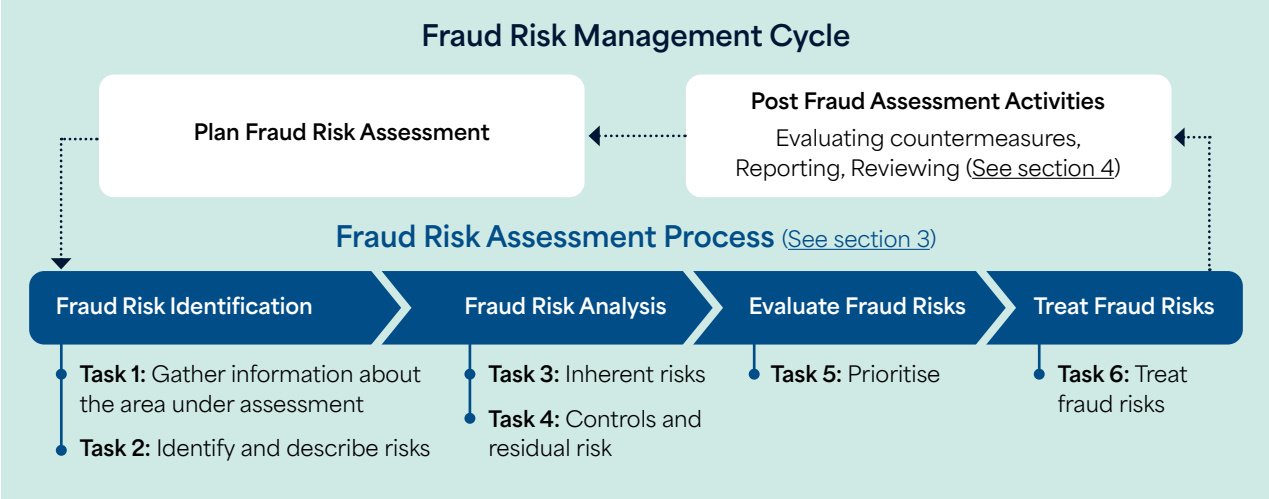 Fraud Risk Management Cycle
Plan Fraud Risk Assessment
Post Fraud Assessment Activities
Evaluating countermeasures,
Reporting, Reviewing (See section 4)
Fraud Risk Assessment Process (See section 3)
Fraud Risk Identification
Task 1: Gather information about
the area under assessment
Task 2: Identify and describe risks
Fraud Risk Analysis
Task 3: Inherent risks
Task 4: Controls and
residual risk
Evaluate Fraud Risks
Task 5: Prioritise
Treat Fraud Risks
Task 6: Treat
fraud risks